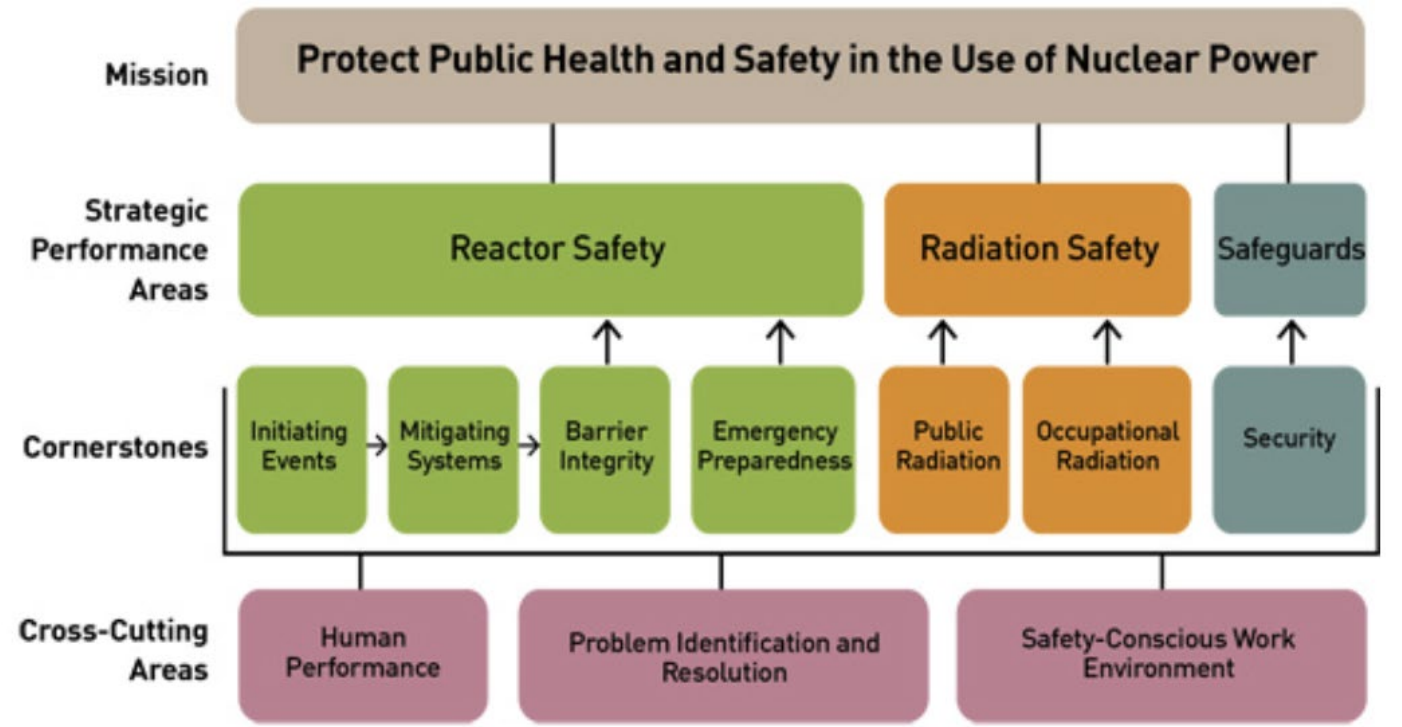 Mission
Protect Public Health and Safety in the Use of Nuclear Power
Strategic
Performance
Areas
Reactor Safety
Radiation Safety
Safeguards
Cornerstones
Initiating
Events
Mitigating
Systems
Barrier
Integrity
Emergency
Preparedness
Public
Radiation
Occupational
Radiation
Security
Cross-Cutting
Areas
Human
Performance
Problem Identification and
Resolution
Safety-Conscious Work
Environment